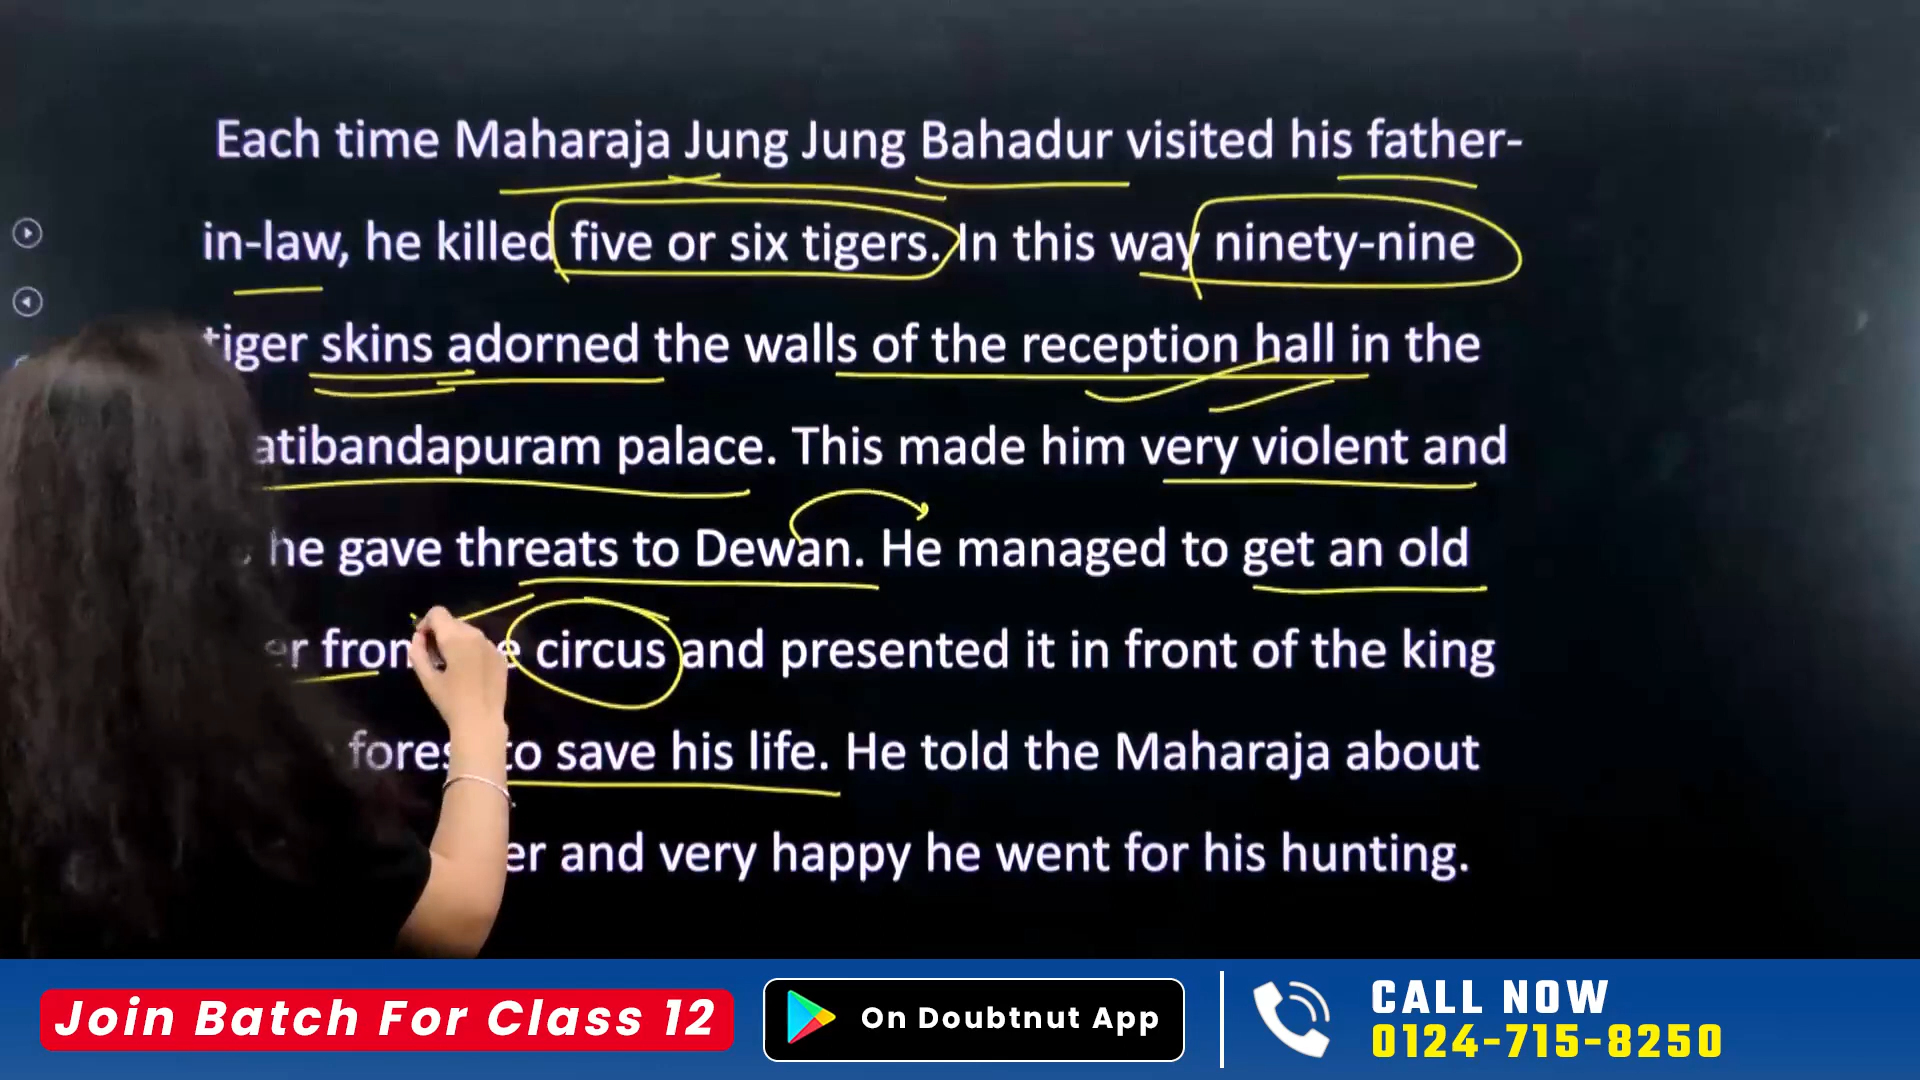 Each time Maharaja Jung Jung Bahadur visited his father-
in-law, he killed five or six tigers. In this way ninety-nine
tiger skins adorned the walls of the reception hall in the
atibandapuram palace. This made him very violent and
he gave threats to Dewan. He managed to get an old
from circus and presented it in front of the king
to save his life. He told the Maharaja about
and very happy he went for his hunting.
Join Batch For Class 12
On Doubtnut App
CALL NOW
0124-715-8250